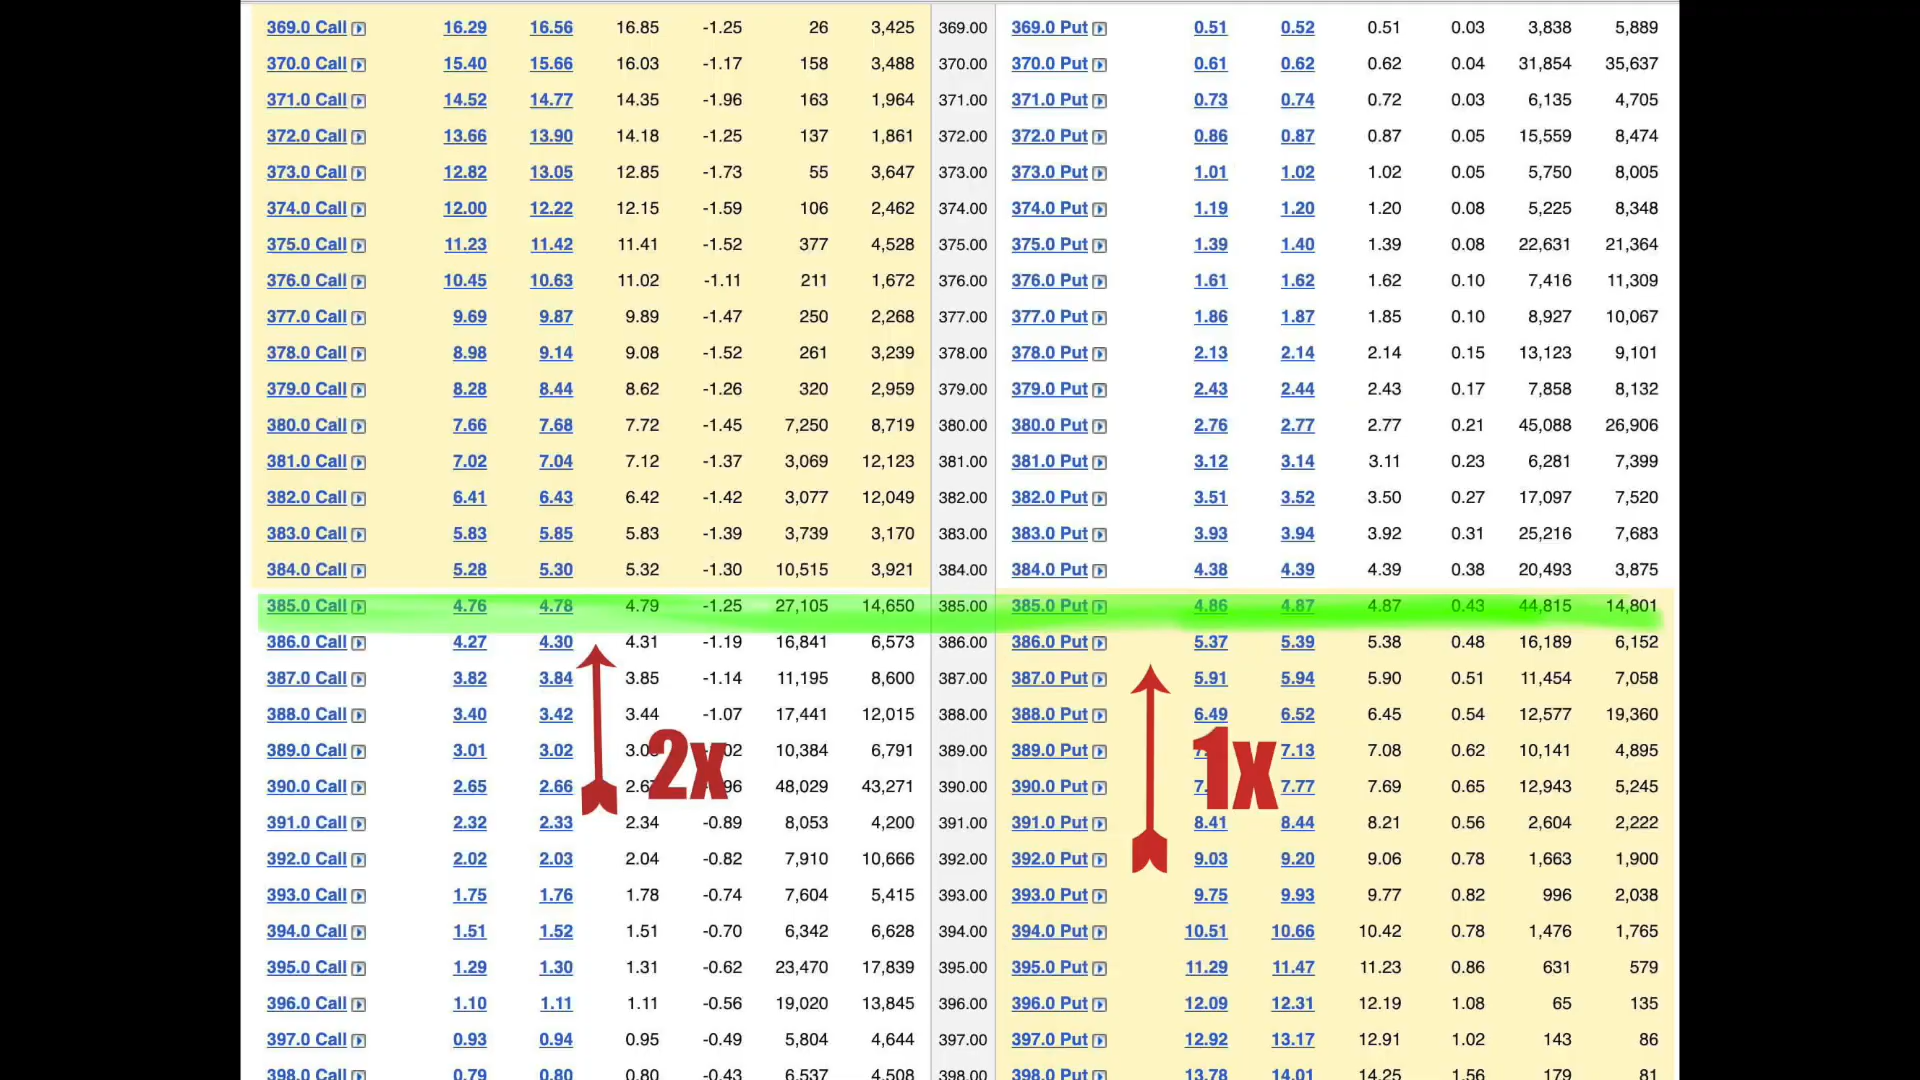 369.0 Call 16.29 16.56 16.85 -1.25 26 3,425 369.00 369.0 Put 0.51 0.52 0.51 0.03 3,838 5,889
370.0 Call 15.40 15.66 16.03 -1.17 158 3,488 370.00 370.0 Put 0.61 0.62 0.62 0.04 31,854 35,637
371.0 Call 14.52 14.77 14.35 -1.96 163 1,964 371.00 371.0 Put 0.73 0.74 0.72 0.03 6,135 4,705
372.0 Call 13.66 13.90 14.18 -1.25 137 1,861 372.00 372.0 Put 0.86 0.87 0.87 0.05 15,559 8,474
373.0 Call 12.82 13.05 12.85 -1.73 55 3,647 373.00 373.0 Put 1.01 1.02 1.02 0.05 5,750 8,005
374.0 Call 12.00 12.22 12.15 -1.59 106 2,462 374.00 374.0 Put 1.19 1.20 1.20 0.08 5,225 8,348
375.0 Call 11.23 11.42 11.41 -1.52 377 4,528 375.00 375.0 Put 1.39 1.40 1.39 0.08 22,631 21,364
376.0 Call 10.45 10.63 11.02 -1.11 211 1,672 376.00 376.0 Put 1.61 1.62 1.62 0.10 7,416 11,309
377.0 Call 9.69 9.87 9.89 -1.47 250 2,268 377.00 377.0 Put 1.86 1.87 1.85 0.10 8,927 10,067
378.0 Call 8.98 9.14 9.08 -1.52 261 3,239 378.00 378.0 Put 2.13 2.14 2.14 0.15 13,123 9,101
379.0 Call 8.28 8.44 8.62 -1.26 320 2,959 379.00 379.0 Put 2.43 2.44 2.43 0.17 7,858 8,132
380.0 Call 7.66 7.68 7.72 -1.45 7,250 8,719 380.00 380.0 Put 2.76 2.77 2.77 0.21 45,088 26,906
381.0 Call 7.02 7.04 7.12 -1.37 3,069 12,123 381.00 381.0 Put 3.12 3.14 3.11 0.23 6,281 7,399
382.0 Call 6.41 6.43 6.42 -1.42 3,077 12,049 382.00 382.0 Put 3.51 3.52 3.50 0.27 17,097 7,520
383.0 Call 5.83 5.85 5.83 -1.39 3,739 3,170 383.00 383.0 Put 3.93 3.94 3.92 0.31 25,216 7,683
384.0 Call 5.28 5.30 5.32 -1.30 10,515 3,921 384.00 384.0 Put 4.38 4.39 4.39 0.38 20,493 3,875
385.0 Call 4.76 4.78 4.79 -1.25 27,105 14,650 385.00 385.0 Put 4.86 4.87 4.87 0.43 44,815 14,801
386.0 Call 4.27 4.30 4.31 -1.19 16,841 6,573 386.00 386.0 Put 5.37 5.39 5.38 0.48 16,189 6,152
387.0 Call 3.82 3.84 3.85 -1.14 11,195 8,600 387.00 387.0 Put 5.91 5.94 5.90 0.51 11,454 7,058
388.0 Call 3.40 3.42 3.44 -1.07 17,441 12,015 388.00 388.0 Put 6.49 6.52 6.45 0.54 12,577 19,360
389.0 Call 3.01 3.02 10,384 6,791 389.00 389.0 Put 7.13 7.08 0.62 10,141 4,895
2x 1x
390.0 Call 2.65 2.66 48,029 43,271 390.00 390.0 Put 7.77 7.69 0.65 12,943 5,245
391.0 Call 2.32 2.33 2.34 -0.89 8,053 4,200 391.00 391.0 Put 8.41 8.44 8.21 0.56 2,604 2,222
392.0 Call 2.02 2.03 2.04 -0.82 7,910 10,666 392.00 392.0 Put 9.03 9.20 9.06 0.78 1,663 1,900
393.0 Call 1.75 1.76 1.78 -0.74 7,604 5,415 393.00 393.0 Put 9.75 9.93 9.77 0.82 996 2,038
394.0 Call 1.51 1.52 1.51 -0.70 6,342 6,628 394.00 394.0 Put 10.51 10.66 10.42 0.78 1,476 1,765
395.0 Call 1.29 1.30 1.31 -0.62 23,470 17,839 395.00 395.0 Put 11.29 11.47 11.23 0.86 631 579
396.0 Call 1.10 1.11 1.11 -0.56 19,020 13,845 396.00 396.0 Put 12.09 12.31 12.19 1.08 65 135
397.0 Call 0.93 0.94 0.95 -0.49 5,804 4,644 397.00 397.0 Put 12.92 13.17 12.91 1.02 143 86
398.0 Call 0.79 0.80 0.80 -0.43 6,537 4,508 398.00 398.0 Put 13.78 14.01 14.25 1.56 179 81